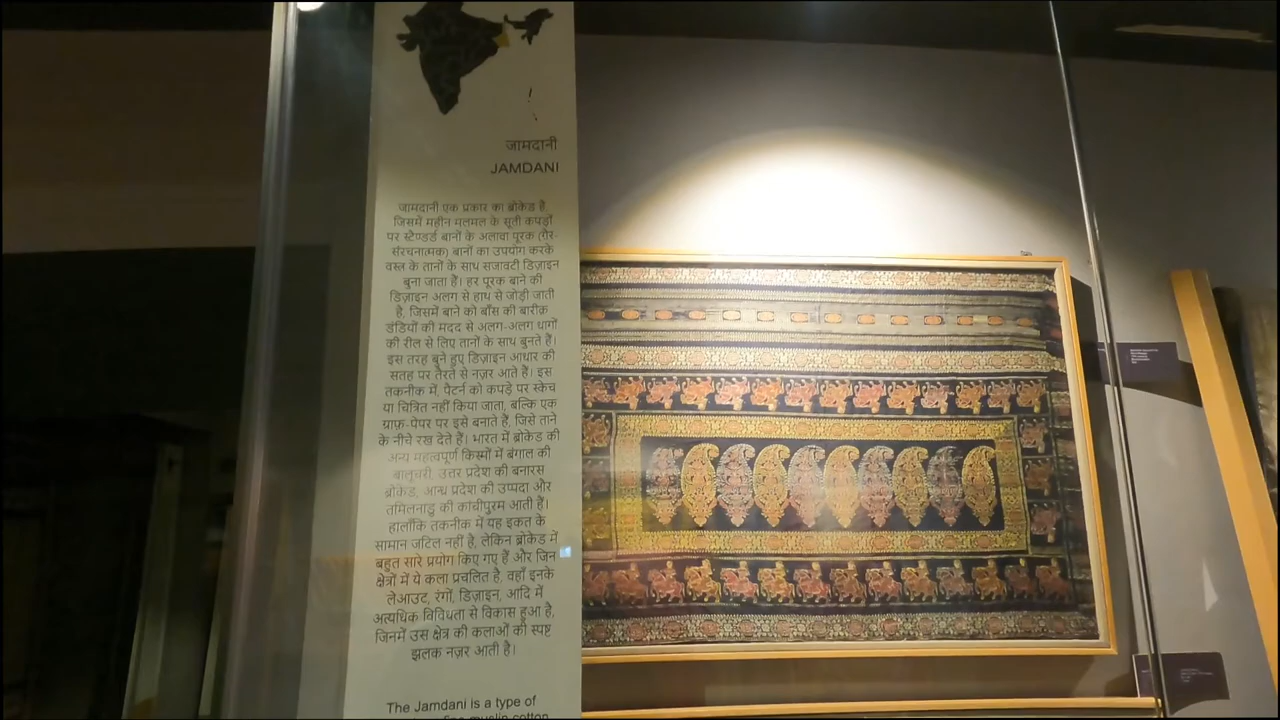 जामदानी
JAMDANI
जामदानी एक प्रकार का ब्रोकेड है,
जिसमें महीन मलमल के सूती कपड़ों
पर स्टैण्डर्ड बानों के अलावा पूरक (ग़ैर-
संरचनात्मक) बानों का उपयोग करके
वस्त्र के तानों के साथ सजावटी डिज़ाइन
बुना जाता हैं। हर पूरक बाने की
डिज़ाइन अलग से हाथ से जोड़ी जाती
है, जिसमें बाने को बाँस की बारीक़
डंडियों की मदद से अलग-अलग धागों
की रील से लिए तानों के साथ बुनते हैं।
इस तरह बुने हुए डिज़ाइन आधार की
सतह पर तैरते से नज़र आते हैं। इस
तकनीक में, पैटर्न को कपड़े पर स्केच
या चित्रित नहीं किया जाता, बल्कि एक
ग्राफ़-पेपर पर इसे बनाते हैं, जिसे ताने
के नीचे रख देते हैं। भारत में ब्रोकेड की
अन्य महत्वपूर्ण किस्मों में बंगाल की
बालूचरी, उत्तर प्रदेश की बनारस
ब्रोकेड, आन्ध्र प्रदेश की उप्पदा और
तमिलनाडु की कांचीपुरम आती हैं।
हालाँकि तकनीक में यह इकत के
सामान जटिल नहीं है, लेकिन ब्रोकेड में
बहुत सारे प्रयोग किए गए हैं और जिन
क्षेत्रों में ये कला प्रचलित है, वहाँ इनके
लेआउट, रंगों, डिज़ाइन, आदि में
अत्यधिक विविधता से विकास हुआ है,
जिनमें उस क्षेत्र की कलाओं की स्पष्ट
झलक नज़र आती है।
The Jamdani is a type of
muslin cotton